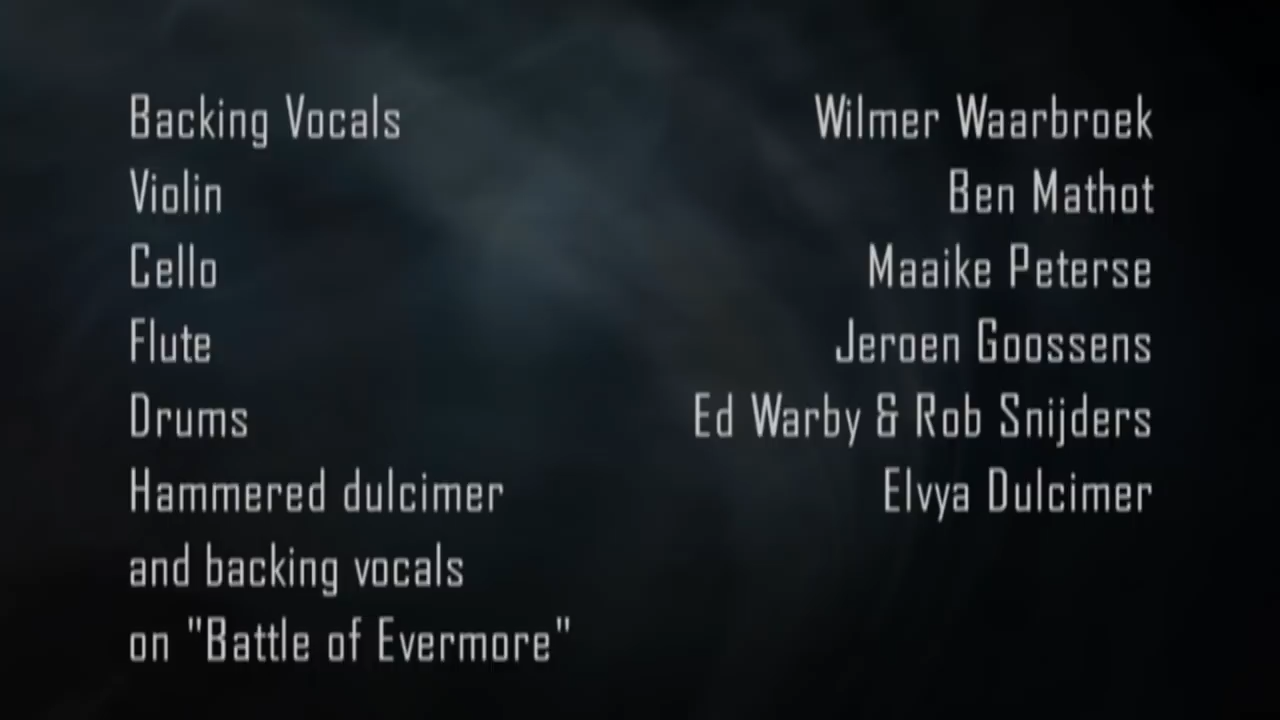 Backing Vocals Wilmer Waarbroek
Violin Ben Mathot
Cello Maaike Peterse
Flute Jeroen Goossens
Drums Ed Warby & Rob Snijders
Hammered dulcimer Elvya Dulcimer
and backing vocals
on "Battle of Evermore"